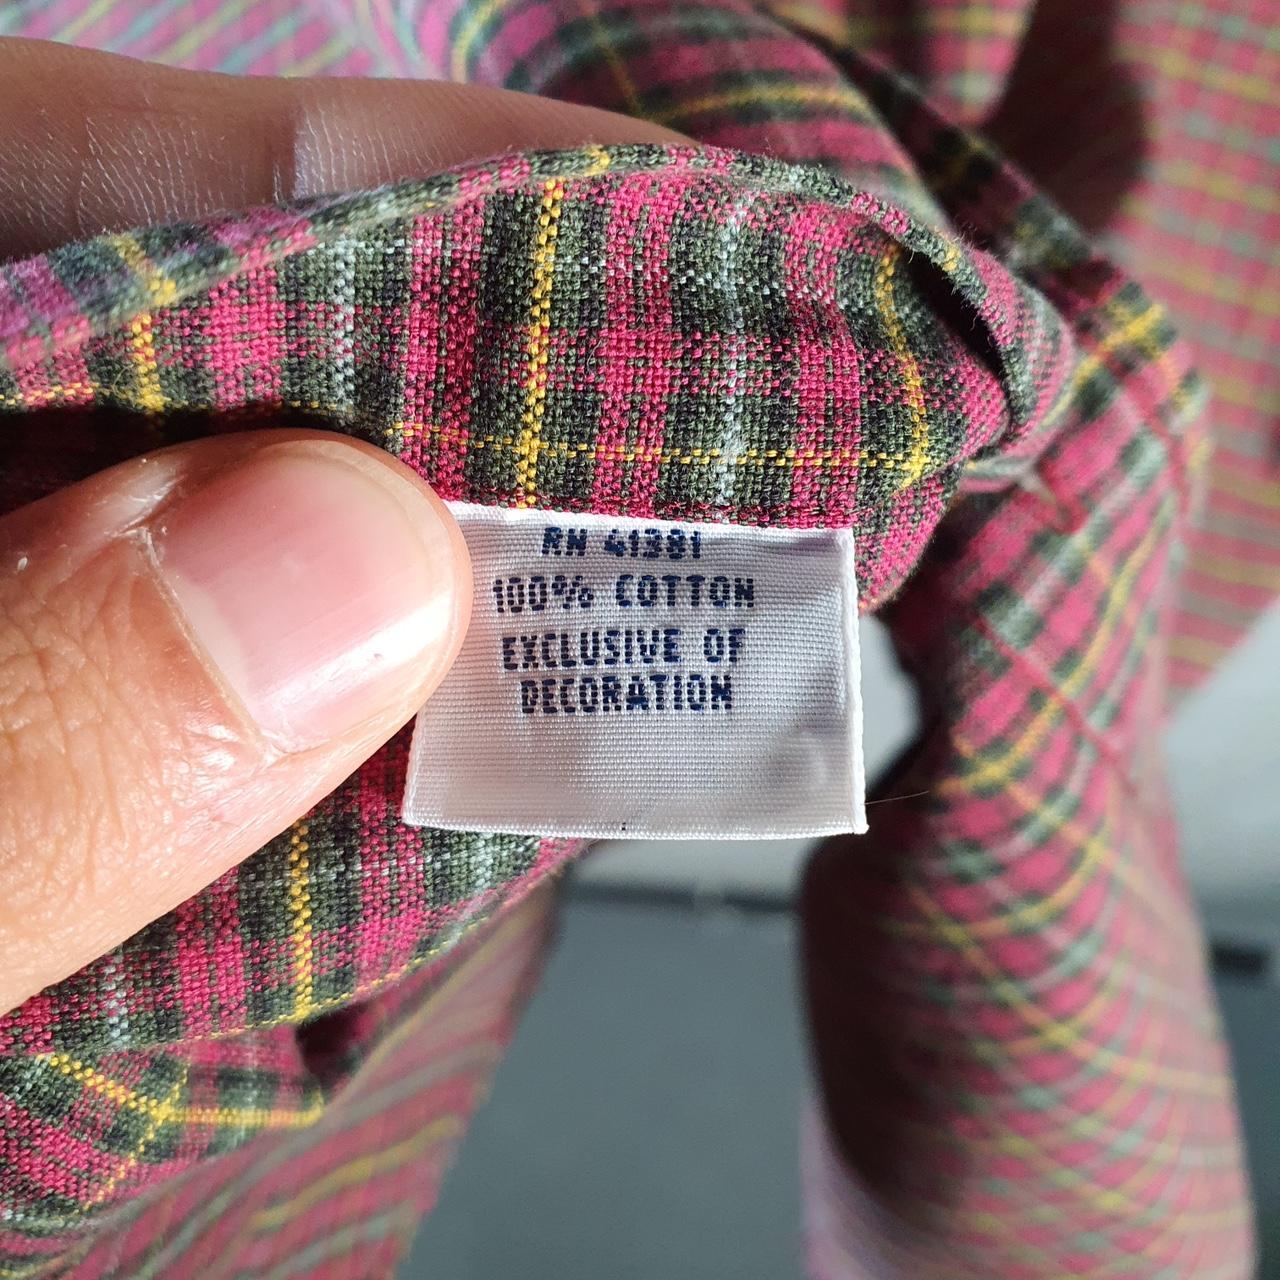 RN 41381
100% COTTON
EXCLUSIVE OF
DECORATION